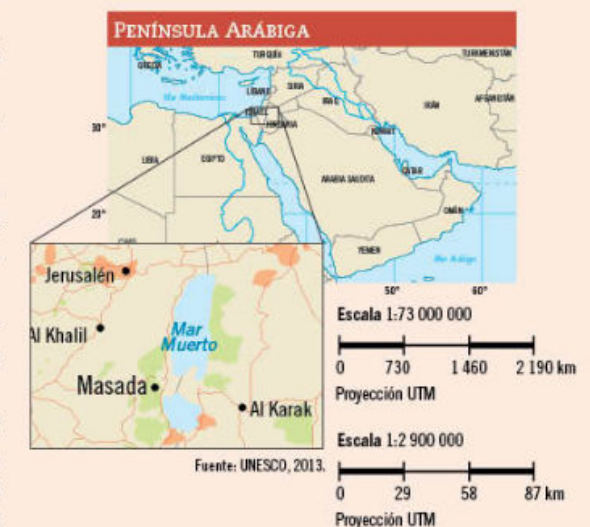 PENÍNSULA ARÁBIGA
TURQUÍA
TURKMENISTÁN
GRECIA
SIRIA
LÍBANO
Mar Mediterráneo
IRAK
IRÁN
AFGANISTÁN
ISRAEL
JORDANIA
30°
KUWAIT
LIBIA
EGIPTO
ARABIA SAUDITA
QATAR
20°
OMÁN
YEMEN
Mar Arábigo
50°
60°
Jerusalén
Al Khalil
Mar
Muerto
Masada
Al Karak
Fuente: UNESCO, 2013.
Escala 1:73 000 000
0 730 1 460 2 190 km
Proyección UTM
Escala 1:2 900 000
0 29 58 87 km
Proyección UTM